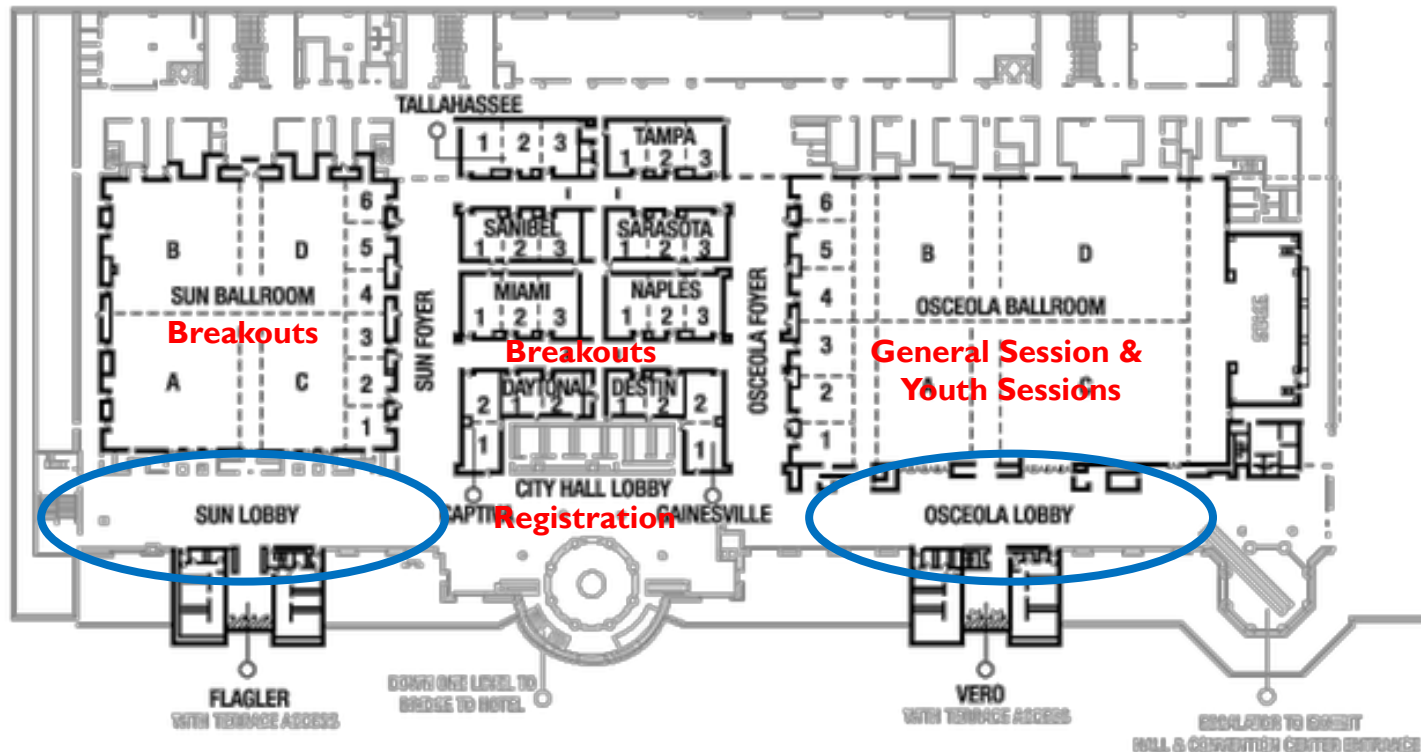 TALLAHASSEE
1 2 3
TAMPA
1 2 3
6
5
4
3
2
1
B D
SUN BALLROOM
Breakouts
A C
SUN FOYER
SANIBEL
1 2 3
SARASOTA
1 2 3
MIAMI
1 2 3
NAPLES
1 2 3
Breakouts
DAYTONA
1 2
DESTIN
1 2
2
1
2
1
OSCEOLA FOYER
6
5
4
3
2
1
B D
OSCEOLA BALLROOM
General Session &
Youth Sessions
A C
SUN LOBBY
CITY HALL LOBBY
CAPTIVA
Registration
GAINESVILLE
OSCEOLA LOBBY
FLAGLER
WITH TERRACE ACCESS
DOWN ONE LEVEL TO
BRIDGE TO HOTEL
VERO
WITH TERRACE ACCESS
ESCALATOR TO EXHIBIT
HALL & CONVENTION CENTER ENTRANCE